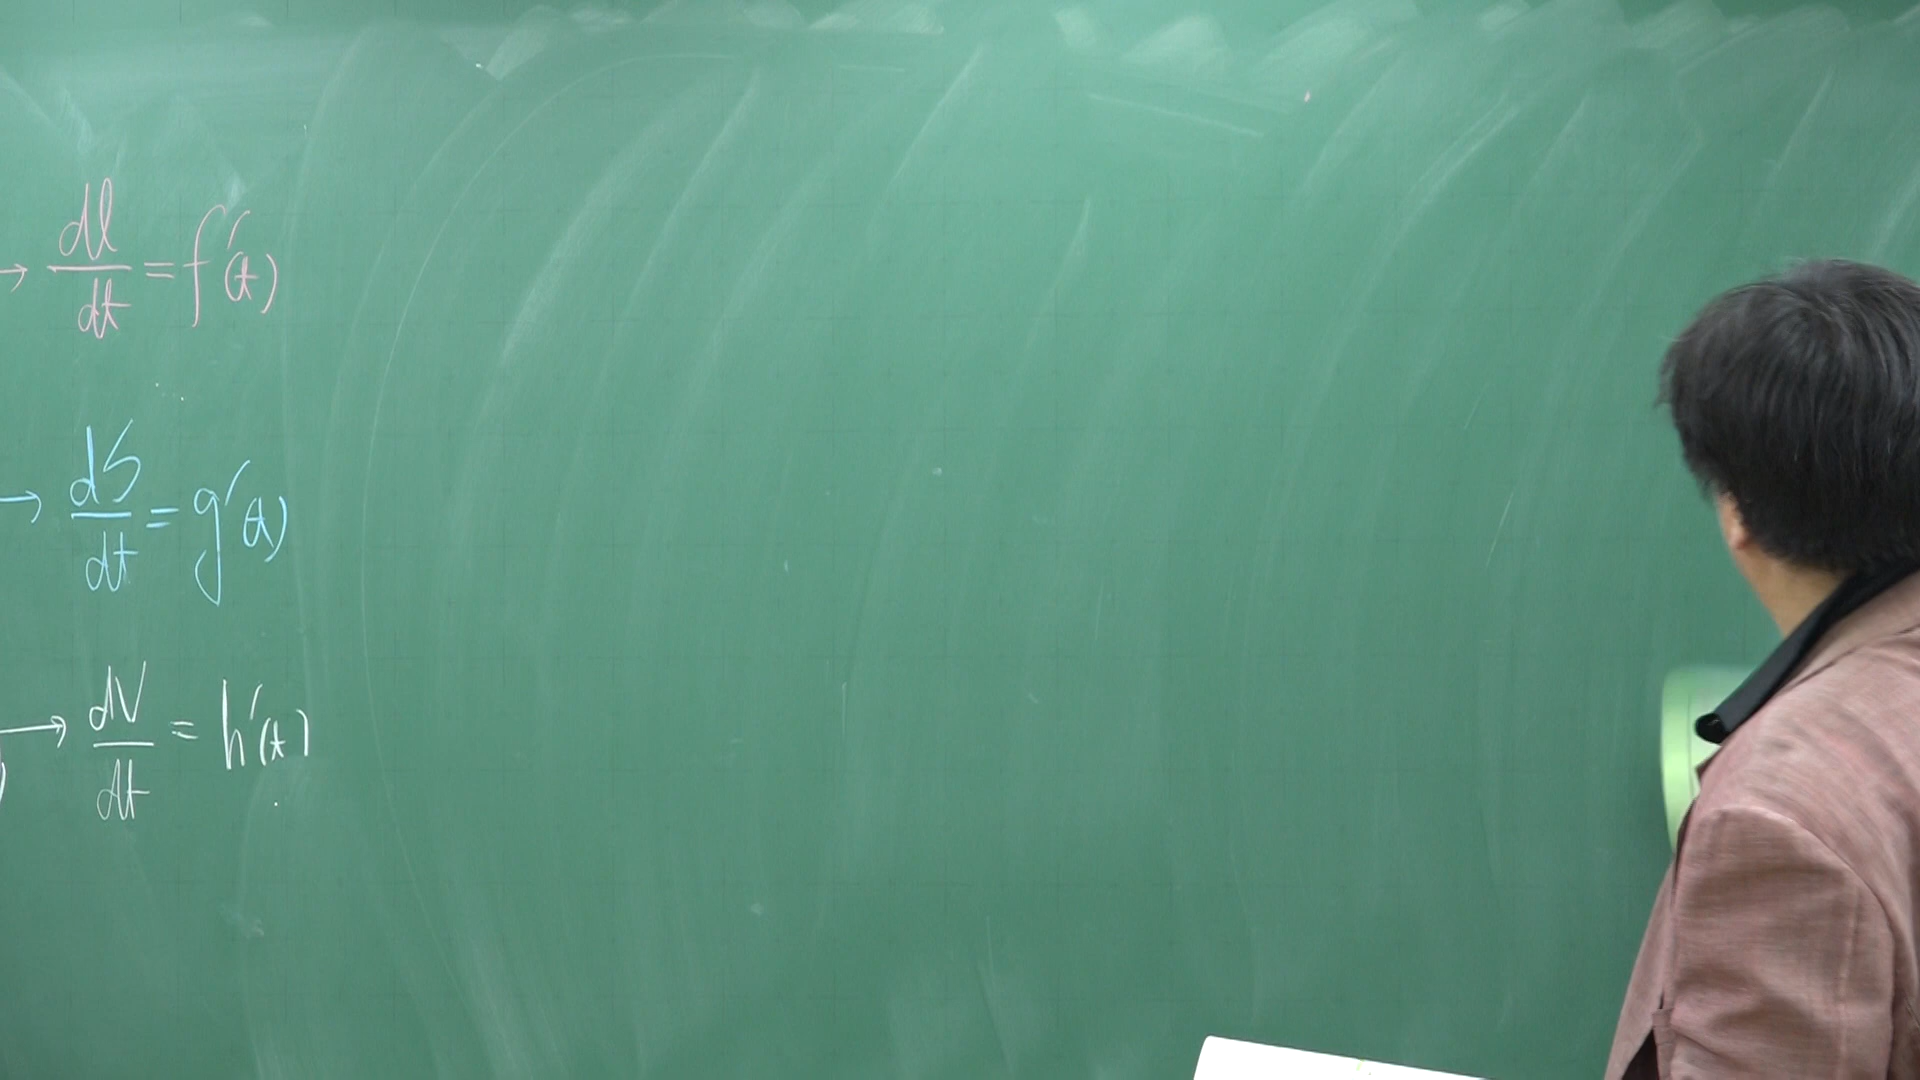 → dl/dt = f'(t)
→ dS/dt = g'(t)
) → dV/dt = h'(t)